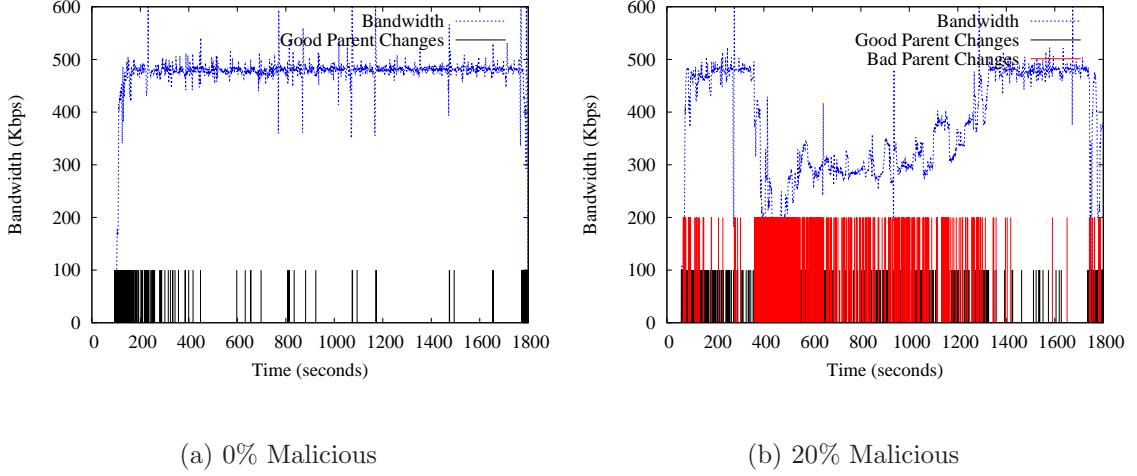 600
500
400
300
200
100
0
Bandwidth (Kbps)
Bandwidth
Good Parent Changes
0 200 400 600 800 1000 1200 1400 1600 1800
Time (seconds)
(a) 0% Malicious
600
500
400
300
200
100
0
Bandwidth (Kbps)
Bandwidth
Good Parent Changes
Bad Parent Changes
0 200 400 600 800 1000 1200 1400 1600 1800
Time (seconds)
(b) 20% Malicious